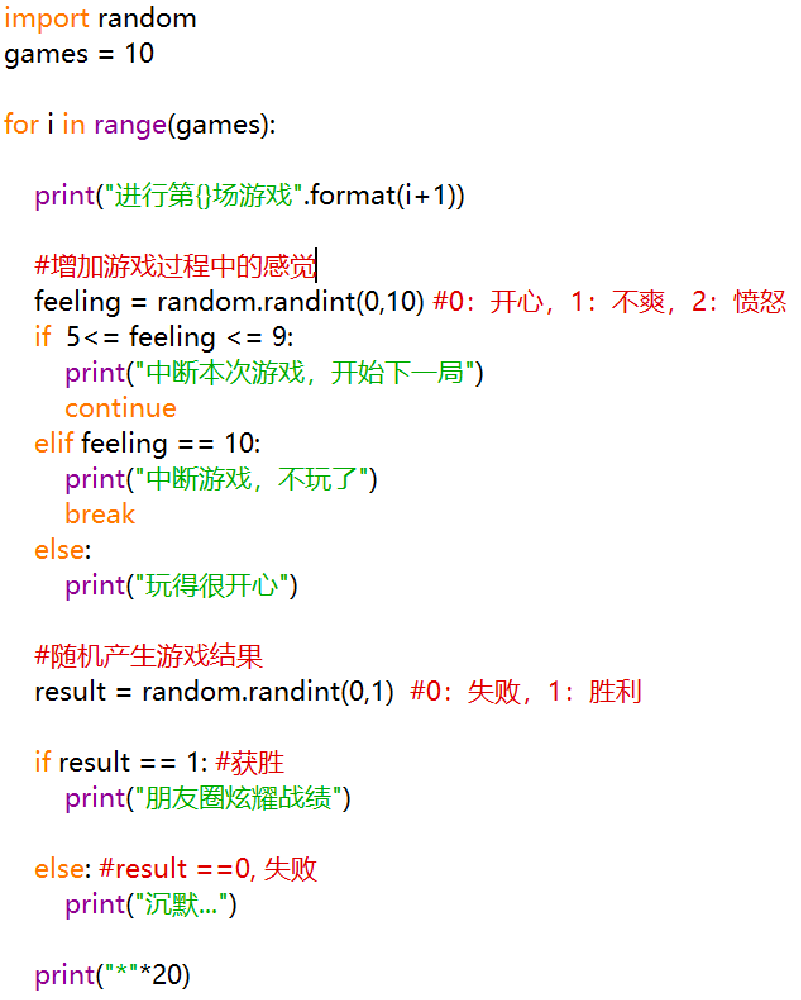 import random
games = 10
for i in range(games):
print("进行第{}场游戏".format(i+1))
#增加游戏过程中的感觉
feeling = random.randint(0,10) #0：开心，1：不爽，2：愤怒
if  5<= feeling <= 9:
print("中断本次游戏，开始下一局")
continue
elif feeling == 10:
print("中断游戏，不玩了")
break
else:
print("玩得很开心")
#随机产生游戏结果
result = random.randint(0,1)  #0：失败，1：胜利
if result == 1: #获胜
print("朋友圈炫耀战绩")
else: #result ==0, 失败
print("沉默...")
print("*"*20)